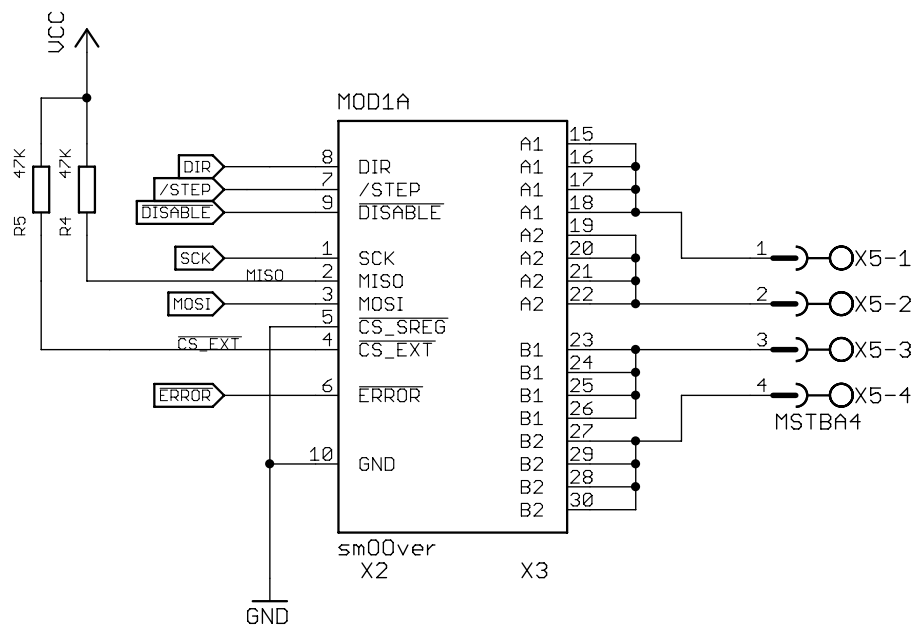 VCC
MOD1A
47K
47K
R5
R4
DIR
/STEP
DISABLE
SCK
MISO
MOSI
CS_EXT
ERROR
8 DIR
7 /STEP
9 DISABLE
1 SCK
2 MISO
3 MOSI
5 CS_SREG
4 CS_EXT
6 ERROR
10 GND
A1 15
A1 16
A1 17
A1 18
A2 19
A2 20
A2 21
A2 22
B1 23
B1 24
B1 25
B1 26
B2 27
B2 29
B2 28
B2 30
1 X5-1
2 X5-2
3 X5-3
4 X5-4
MSTBA4
sm00ver
X2 X3
GND